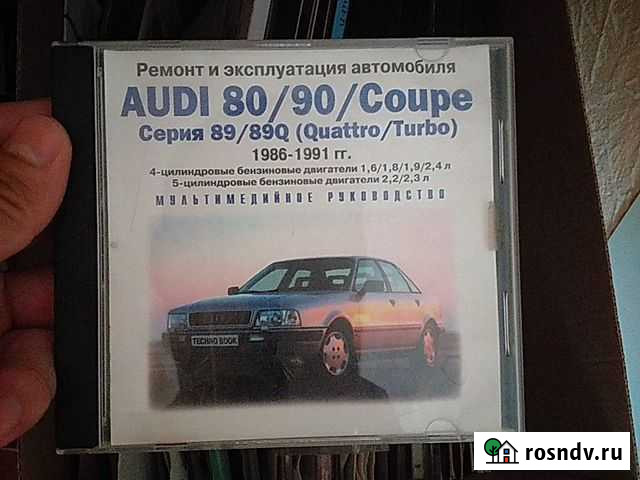 Ремонт и эксплуатация автомобиля
AUDI 80/90/Coupe
Серия 89/89Q (Quattro/Turbo)
1986-1991 гг.
4-цилиндровые бензиновые двигатели 1,6/1,8/1,9/2,4 л
5-цилиндровые бензиновые двигатели 2,2/2,3 л
МУЛЬТИМЕДИЙНОЕ РУКОВОДСТВО
TECHNO BOOK
rosndv.ru